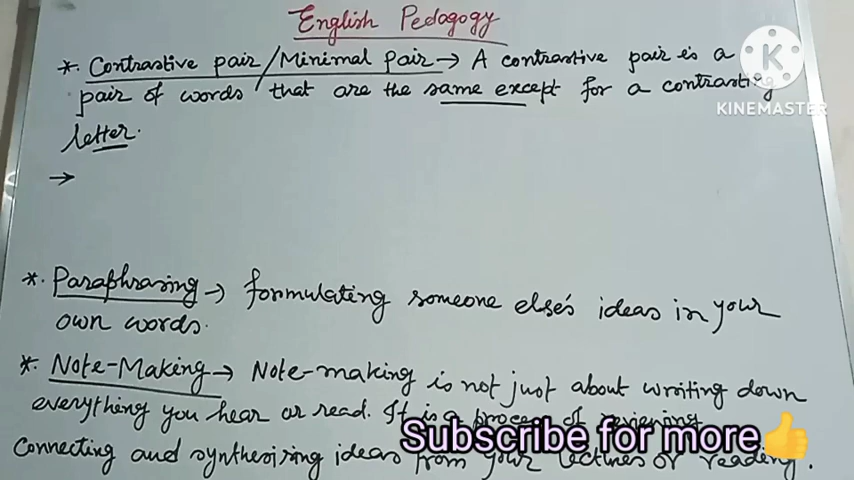 English Pedagogy
*. Contrastive pair/Minimal pair → A contrastive pair is a
pair of words that are the same except for a contrasting
letter.
→
K
KINEMASTER
*. Paraphrasing → formulating someone else's ideas in your
own words.
*. Note-Making → Note-making is not just about writing down
everything you hear or read. It is a process of reviewing
connecting and synthesizing ideas from your lectures or reading.
Subscribe for more👍